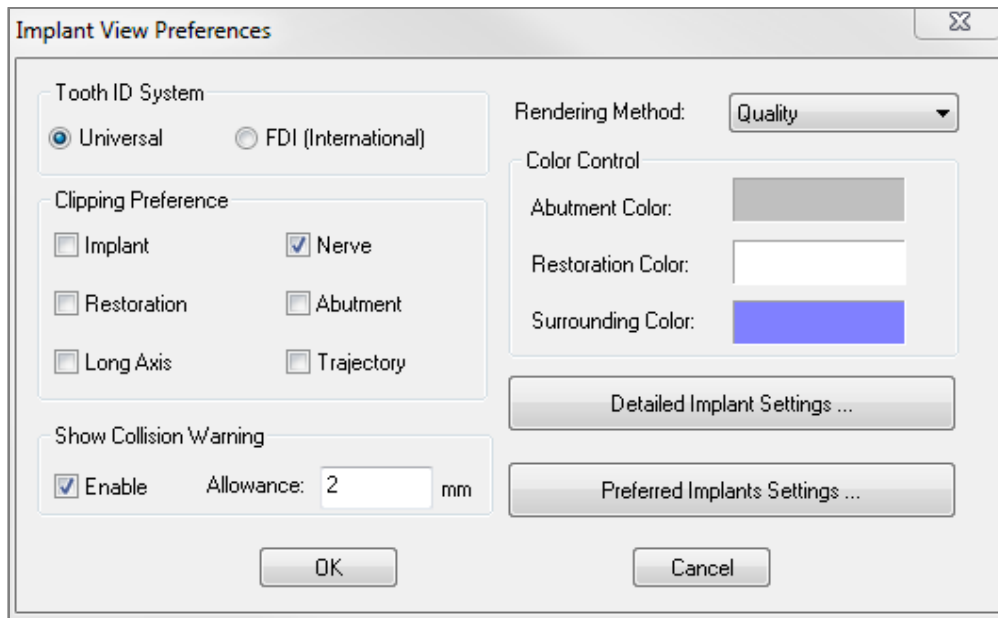 Implant View Preferences
Tooth ID System
Universal
FDI (International)
Clipping Preference
Implant
Nerve
Restoration
Abutment
Long Axis
Trajectory
Show Collision Warning
Enable
Allowance: 2 mm
Rendering Method: Quality
Color Control
Abutment Color:
Restoration Color:
Surrounding Color:
Detailed Implant Settings ...
Preferred Implants Settings ...
OK
Cancel